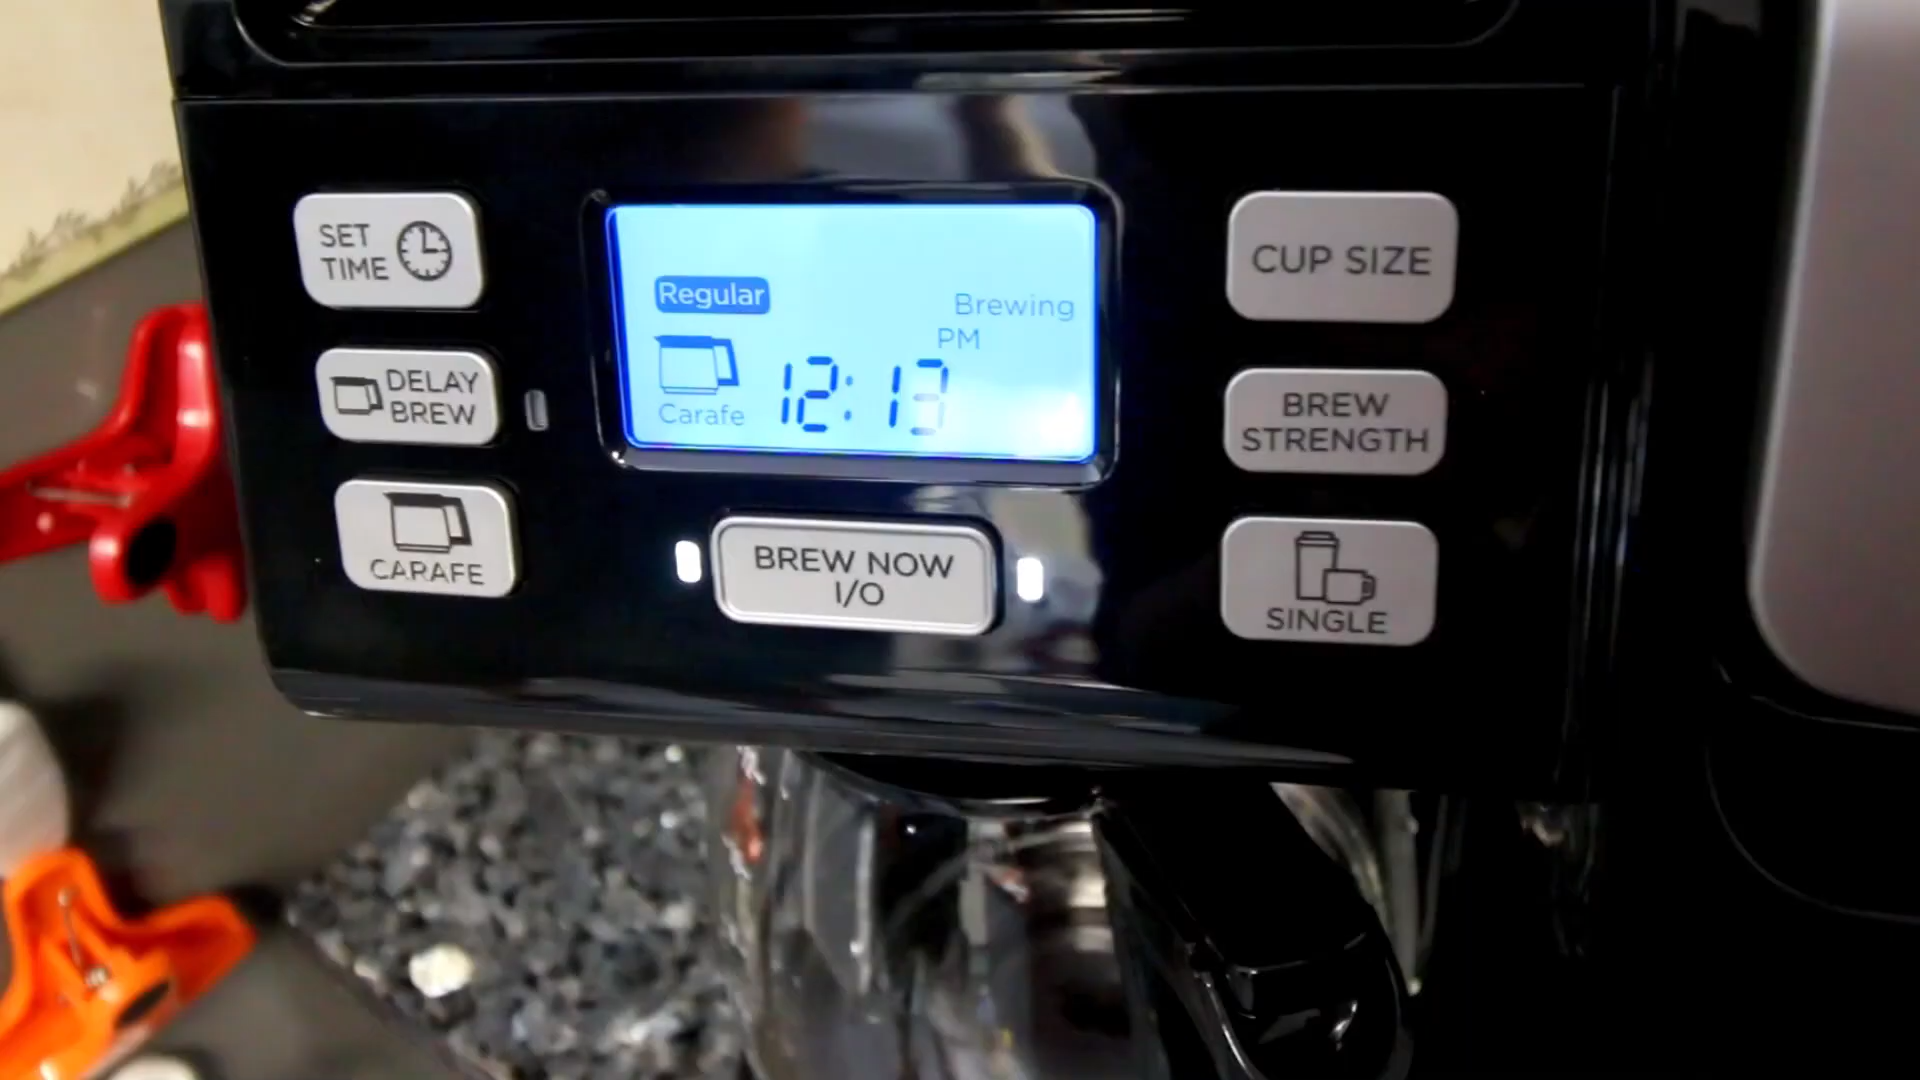 SET
TIME
DELAY
BREW
CARAFE
Regular
Brewing
PM
12:13
Carafe
BREW NOW
I/O
CUP SIZE
BREW
STRENGTH
SINGLE